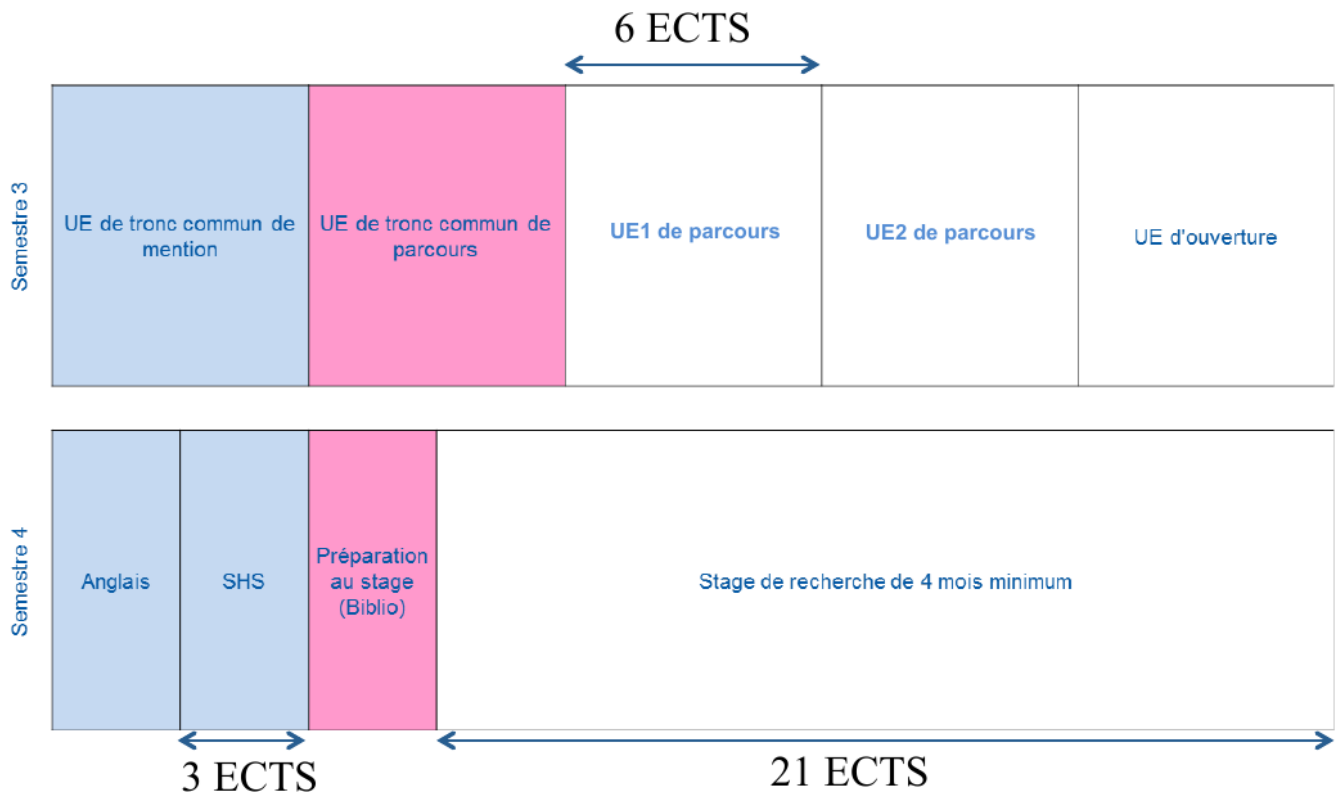 6 ECTS
Semestre 3
UE de tronc commun de
mention
UE de tronc commun de
parcours
UE1 de parcours
UE2 de parcours
UE d'ouverture
Semestre 4
Anglais
SHS
Préparation
au stage
(Biblio)
Stage de recherche de 4 mois minimum
3 ECTS
21 ECTS